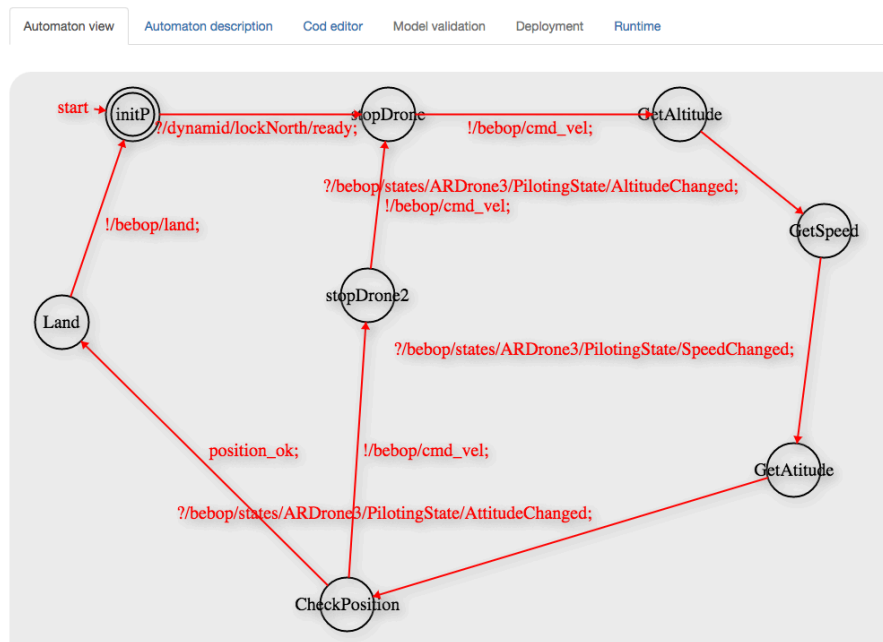 Automaton view
Automaton description
Cod editor
Model validation
Deployment
Runtime
start
initP
?/dynamid/lockNorth/ready;
stopDrone
!/bebop/cmd_vel;
GetAltitude
?/bebop/states/ARDrone3/PilotingState/AltitudeChanged;
!/bebop/cmd_vel;
!/bebop/land;
GetSpeed
stopDrone2
Land
?/bebop/states/ARDrone3/PilotingState/SpeedChanged;
position_ok;
!/bebop/cmd_vel;
GetAtitude
?/bebop/states/ARDrone3/PilotingState/AttitudeChanged;
CheckPosition